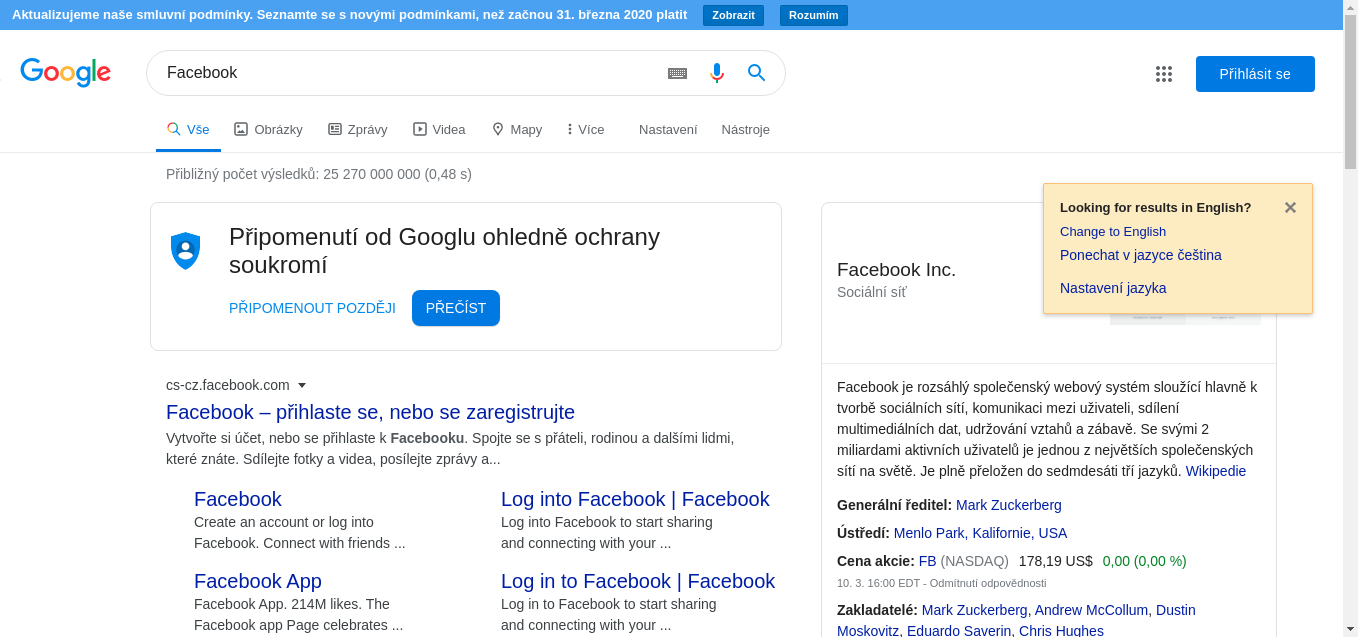 Aktualizujeme naše smluvní podmínky. Seznamte se s novými podmínkami, než začnou 31. března 2020 platit Zobrazit Rozumím
Google Facebook Přihlásit se
Vše Obrázky Zprávy Videa Mapy Více Nastavení Nástroje
Přibližný počet výsledků: 25 270 000 000 (0,48 s)
Připomenutí od Googlu ohledně ochrany
soukromí
PŘIPOMENOUT POZDĚJI PŘEČÍST
cs-cz.facebook.com
Facebook – přihlaste se, nebo se zaregistrujte
Vytvořte si účet, nebo se přihlaste k Facebooku. Spojte se s přáteli, rodinou a dalšími lidmi,
které znáte. Sdílejte fotky a videa, posílejte zprávy a...
Facebook
Create an account or log into
Facebook. Connect with friends ...
Log into Facebook | Facebook
Log into Facebook to start sharing
and connecting with your ...
Facebook App
Facebook App. 214M likes. The
Facebook app Page celebrates ...
Log in to Facebook | Facebook
Log in to Facebook to start sharing
and connecting with your ...
Looking for results in English?
Change to English
Ponechat v jazyce čeština
Nastavení jazyka
Facebook Inc.
Sociální síť
Facebook je rozsáhlý společenský webový systém sloužící hlavně k
tvorbě sociálních sítí, komunikaci mezi uživateli, sdílení
multimediálních dat, udržování vztahů a zábavě. Se svými 2
miliardami aktivních uživatelů je jednou z největších společenských
sítí na světě. Je plně přeložen do sedmdesáti tří jazyků. Wikipedie
Generální ředitel: Mark Zuckerberg
Ústředí: Menlo Park, Kalifornie, USA
Cena akcie: FB (NASDAQ) 178,19 US$ 0,00 (0,00 %)
10. 3. 16:00 EDT - Odmítnutí odpovědnosti
Zakladatelé: Mark Zuckerberg, Andrew McCollum, Dustin
Moskovitz, Eduardo Saverin, Chris Hughes